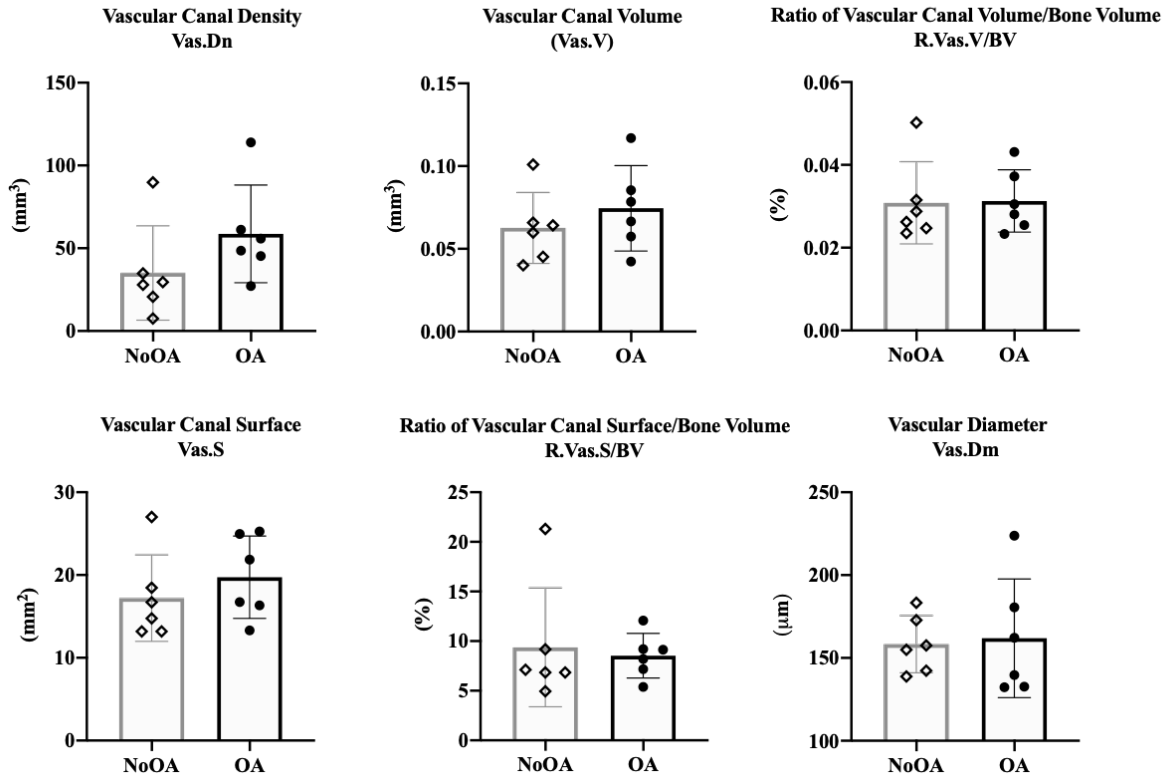 Vascular Canal Density
Vas.Dn
150
100
50
0
(mm³)
NoOA OA
Vascular Canal Volume
(Vas.V)
0.15
0.10
0.05
0.00
(mm³)
NoOA OA
Ratio of Vascular Canal Volume/Bone Volume
R.Vas.V/BV
0.06
0.04
0.02
0.00
(%)
NoOA OA
Vascular Canal Surface
Vas.S
30
20
10
0
(mm²)
NoOA OA
Ratio of Vascular Canal Surface/Bone Volume
R.Vas.S/BV
25
20
15
10
5
0
(%)
NoOA OA
Vascular Diameter
Vas.Dm
250
200
150
100
(μm)
NoOA OA